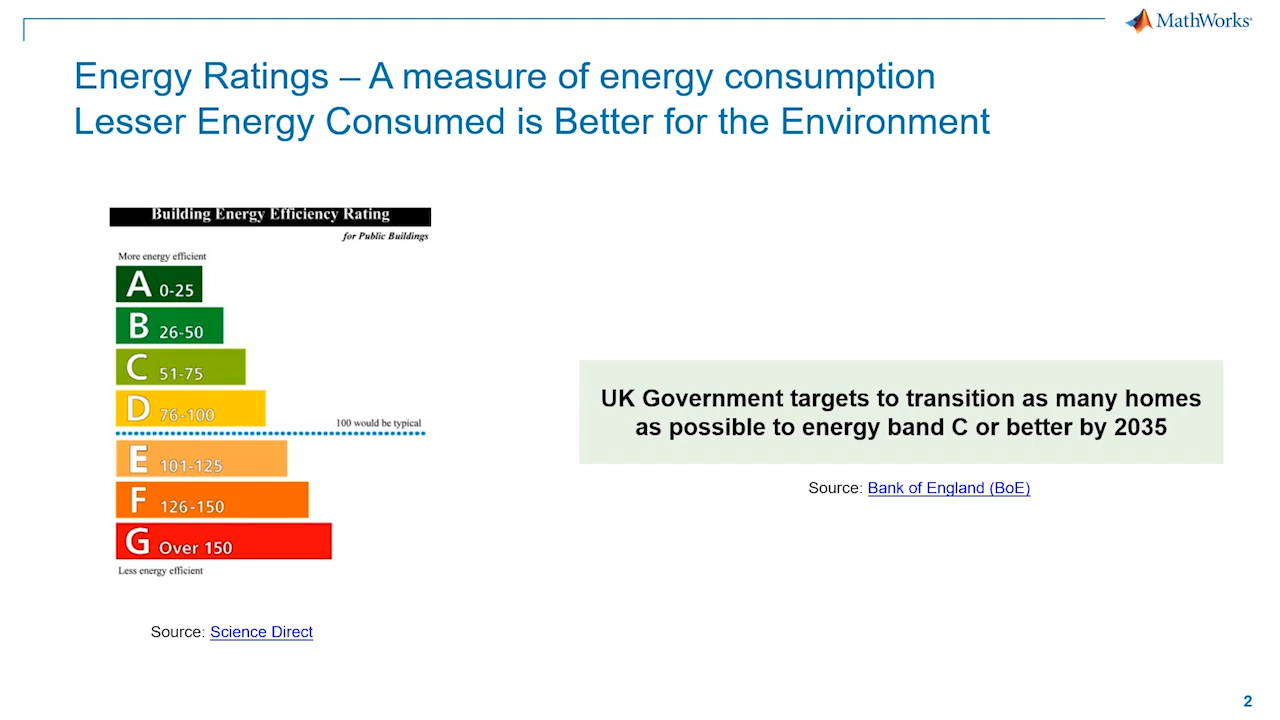 MathWorks®
Energy Ratings – A measure of energy consumption
Lesser Energy Consumed is Better for the Environment
Building Energy Efficiency Rating
for Public Buildings
More energy efficient
A 0-25
B 26-50
C 51-75
D 76-100
100 would be typical
E 101-125
F 126-150
G Over 150
Less energy efficient
Source: Science Direct
UK Government targets to transition as many homes
as possible to energy band C or better by 2035
Source: Bank of England (BoE)
2